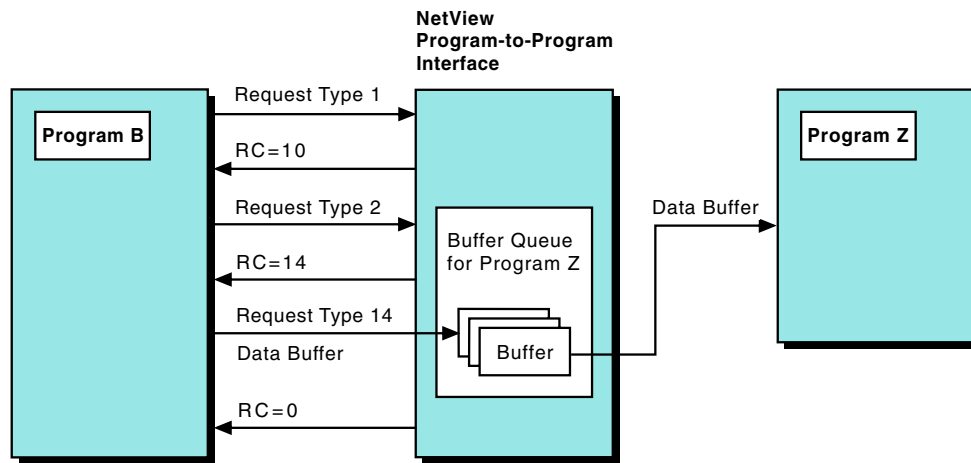 NetView
Program-to-Program
Interface
Program B
Request Type 1
RC=10
Request Type 2
RC=14
Request Type 14
Data Buffer
RC=0
Buffer Queue
for Program Z
Buffer
Data Buffer
Program Z